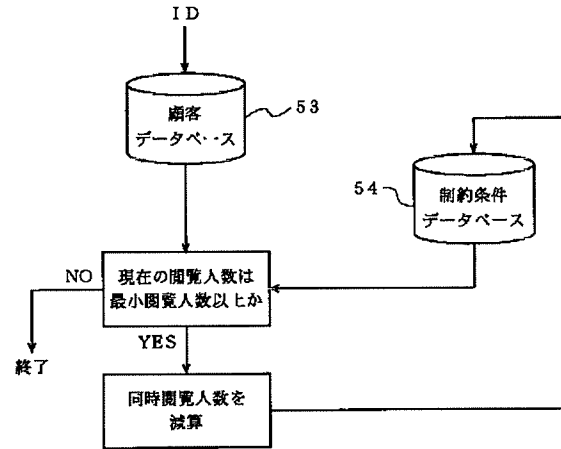 ID
顧客
データベース
53
54
制約条件
データベース
現在の閲覧人数は
最小閲覧人数以上か
NO
終了
YES
同時閲覧人数を
減算